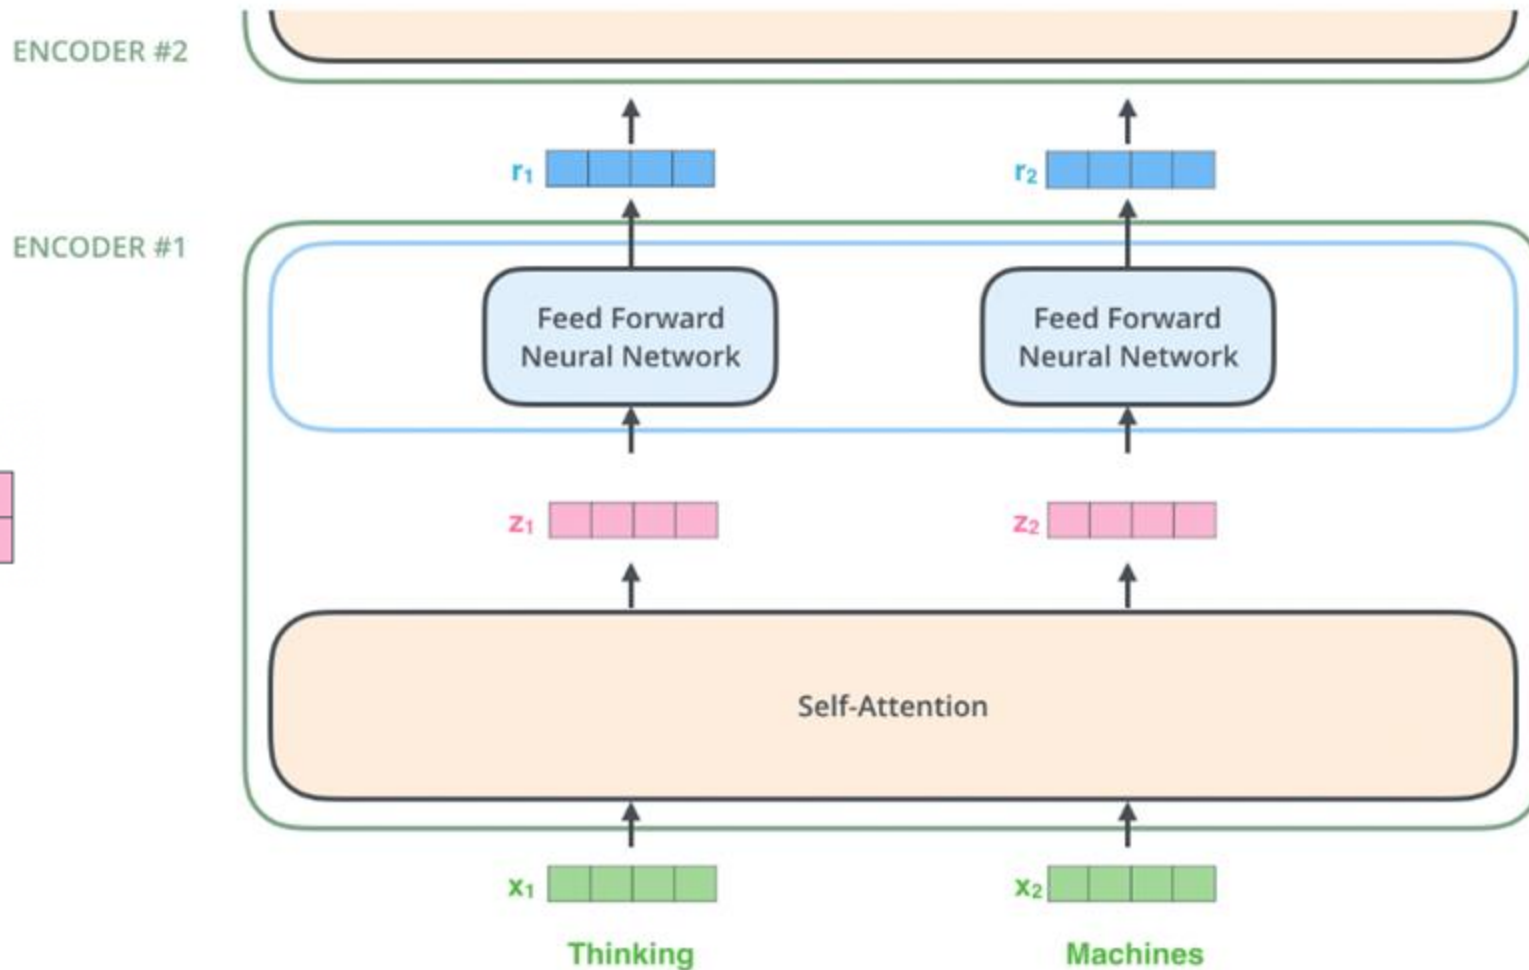 ENCODER #2
r₁
r₂
ENCODER #1
Feed Forward
Neural Network
Feed Forward
Neural Network
z₁
z₂
Self-Attention
x₁
x₂
Thinking
Machines